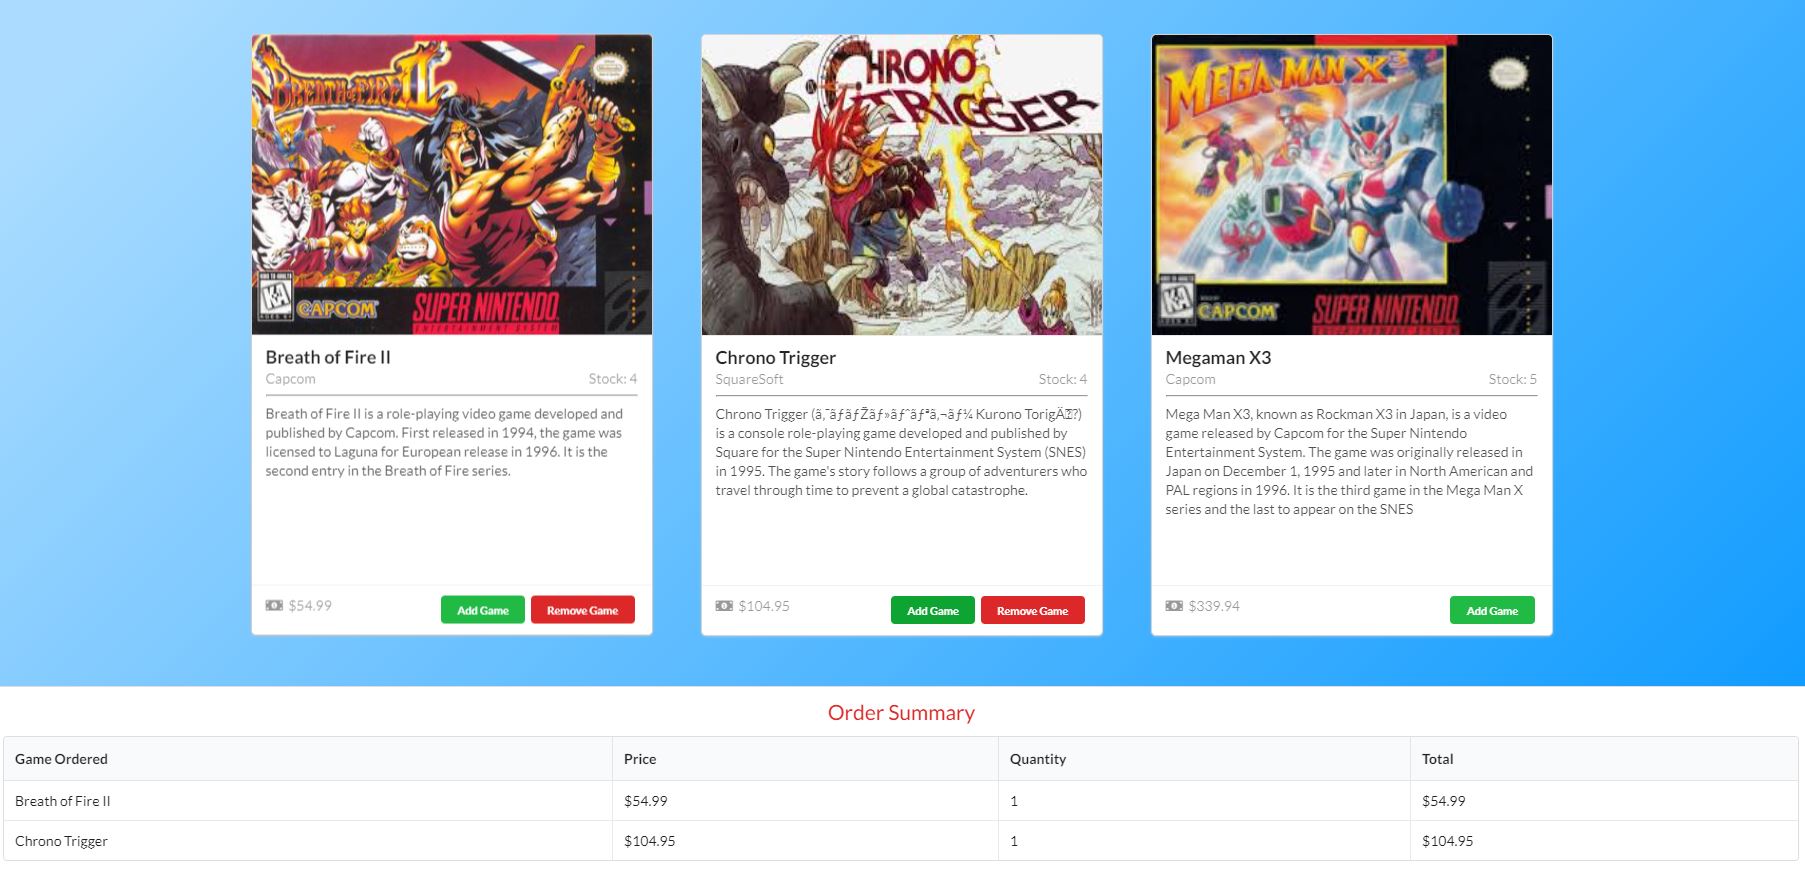 BREATH OF FIRE II
CAPCOM
SUPER NINTENDO
ENTERTAINMENT SYSTEM
Breath of Fire II
Capcom Stock: 4
Breath of Fire II is a role-playing video game developed and
published by Capcom. First released in 1994, the game was
licensed to Laguna for European release in 1996. It is the
second entry in the Breath of Fire series.
$54.99 Add Game Remove Game
CHRONO
TRIGGER
Chrono Trigger
SquareSoft Stock: 4
Chrono Trigger ( Kurono
is a console role-playing game developed and published by
Square for the Super Nintendo Entertainment System (SNES)
in 1995. The game's story follows a group of adventurers who
travel through time to prevent a global catastrophe.
$104.95 Add Game Remove Game
MEGA MAN X3
KA
CAPCOM
SUPER NINTENDO
Megaman X3
Capcom Stock: 5
Mega Man X3, known as Rockman X3 in Japan, is a video
game released by Capcom for the Super Nintendo
Entertainment System. The game was originally released in
Japan on December 1, 1995 and later in North American and
PAL regions in 1996. It is the third game in the Mega Man X
series and the last to appear on the SNES
$339.94 Add Game
Order Summary
Game Ordered Price Quantity Total
Breath of Fire II $54.99 1 $54.99
Chrono Trigger $104.95 1 $104.95